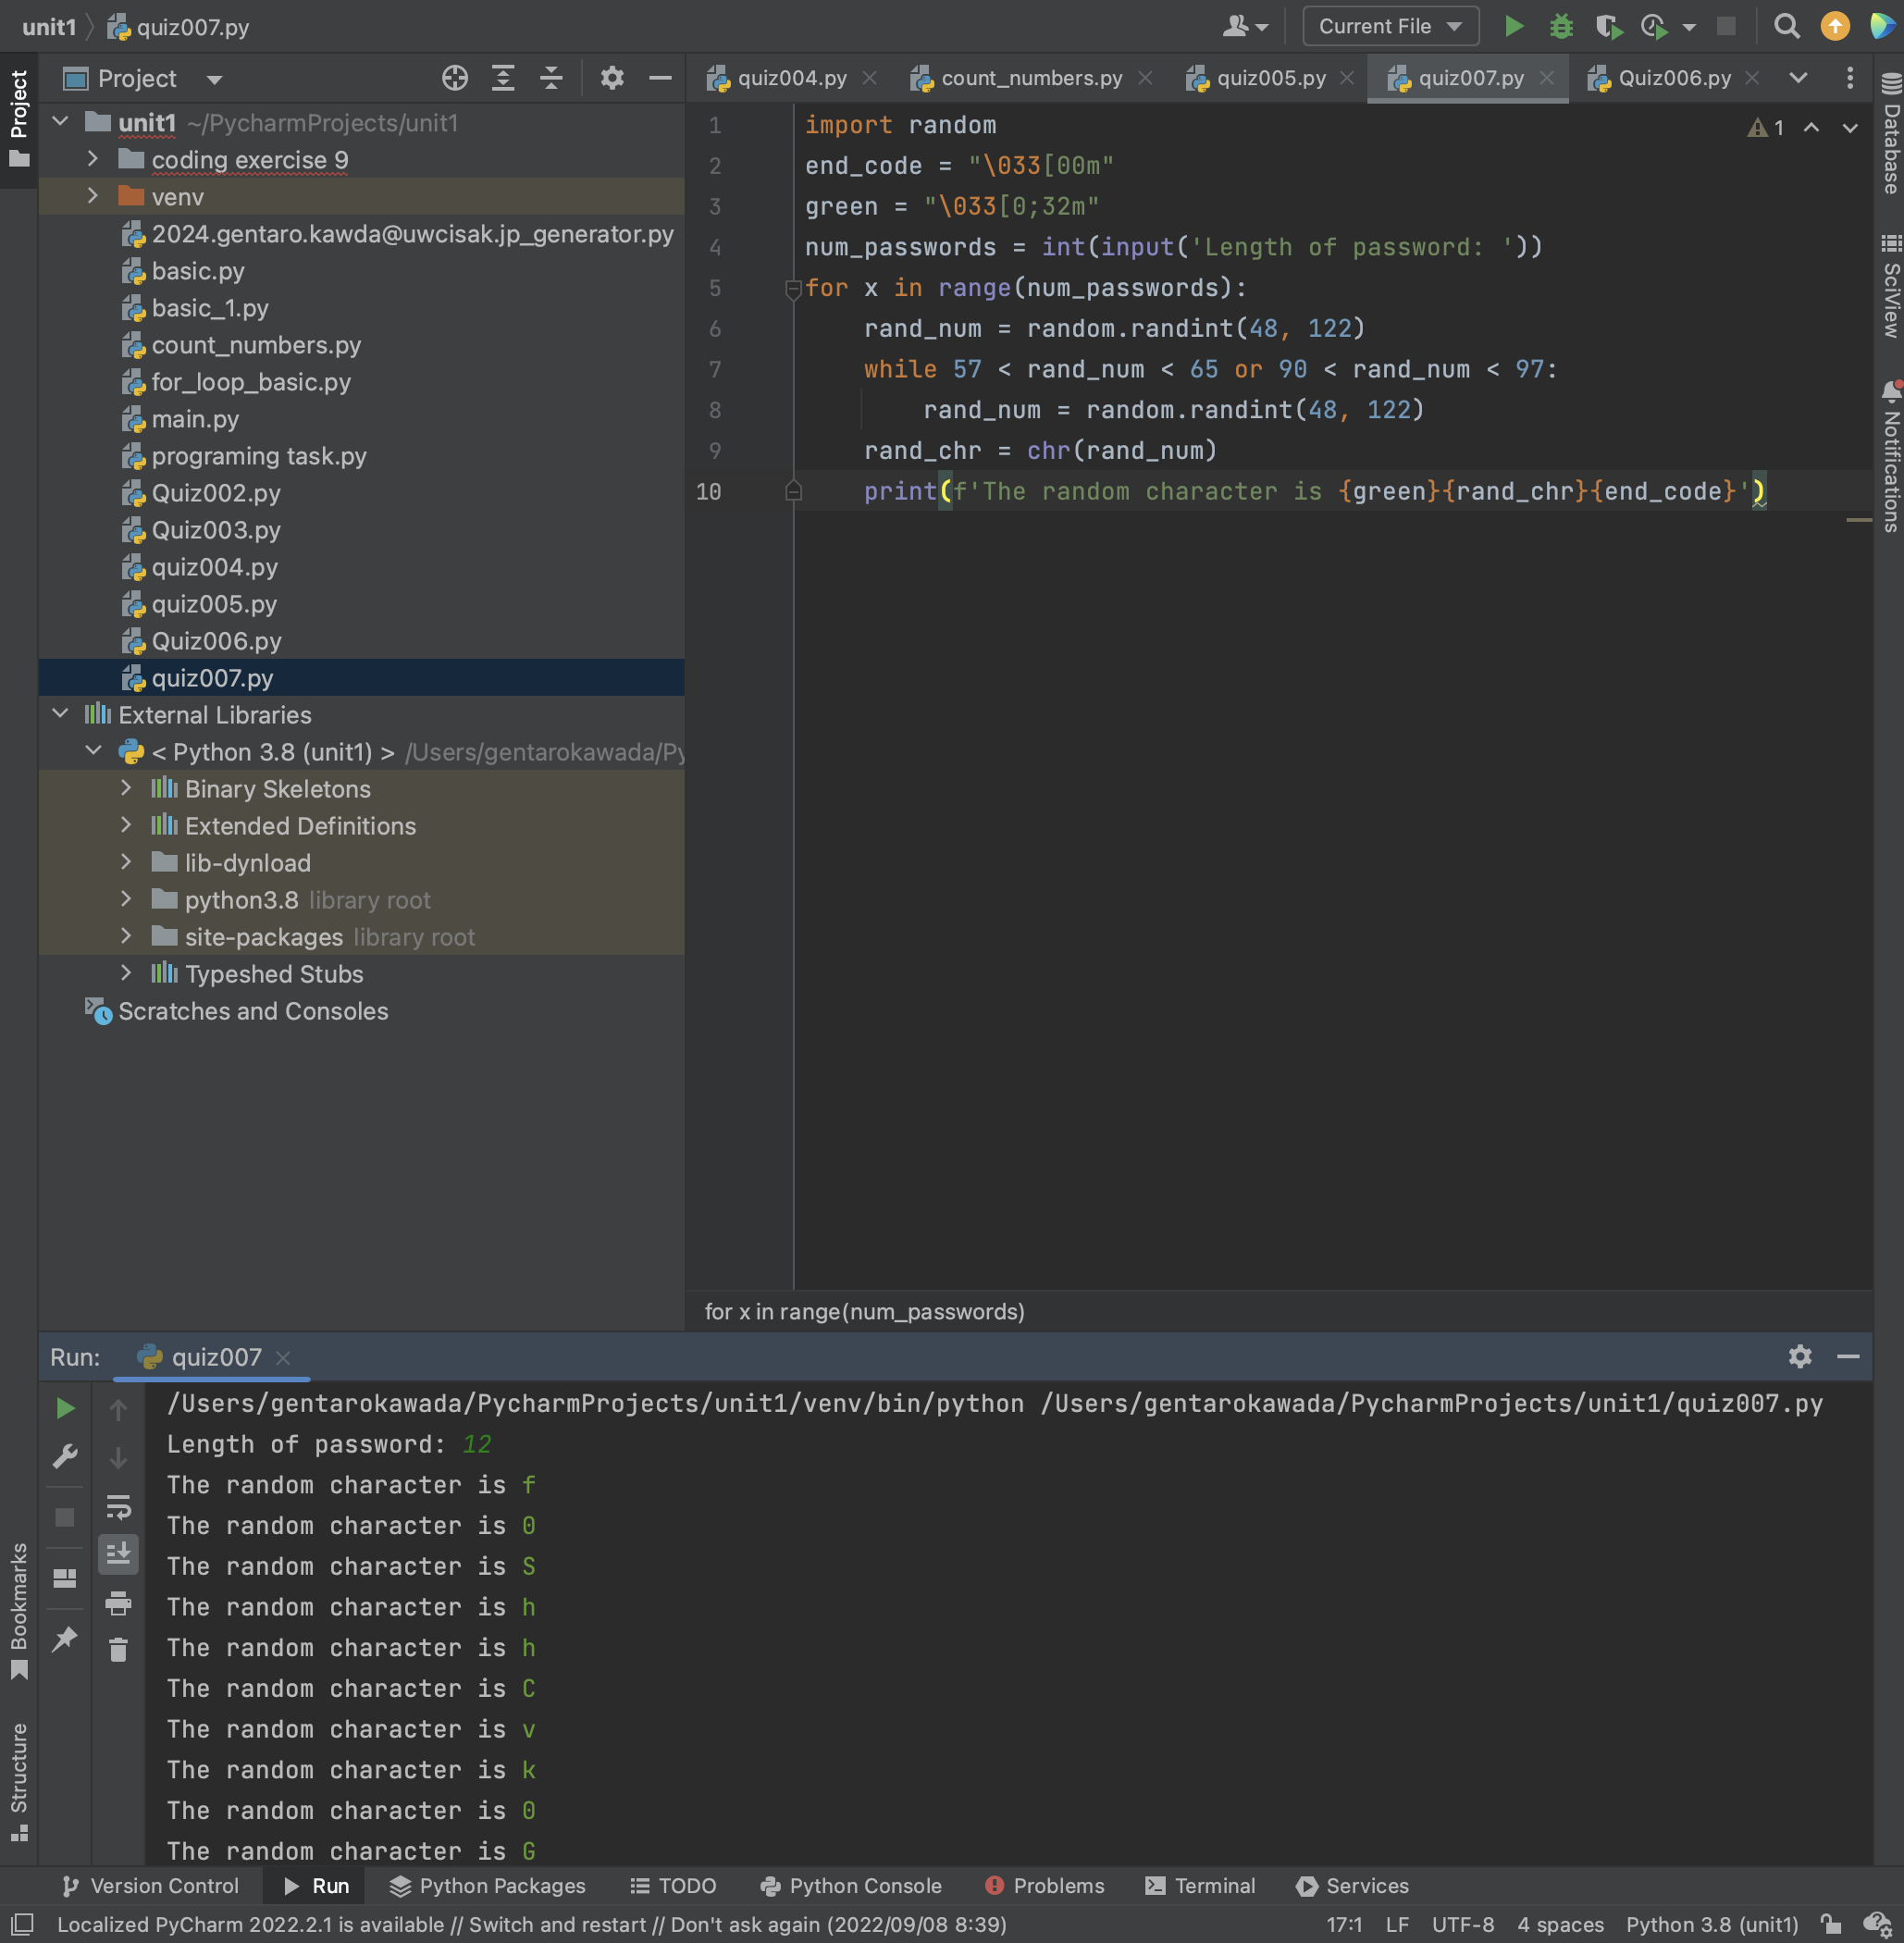 unit1
quiz007.py
Current File
Project
quiz004.py
count_numbers.py
quiz005.py
quiz007.py
Quiz006.py
Project
unit1 ~/PycharmProjects/unit1
coding exercise 9
venv
2024.gentaro.kawda@uwcisak.jp_generator.py
basic.py
basic_1.py
count_numbers.py
for_loop_basic.py
main.py
programing task.py
Quiz002.py
Quiz003.py
quiz004.py
quiz005.py
Quiz006.py
quiz007.py
External Libraries
< Python 3.8 (unit1) > /Users/gentarokawada/Py
Binary Skeletons
Extended Definitions
lib-dynload
python3.8 library root
site-packages library root
Typeshed Stubs
Scratches and Consoles
1 import random
2 end_code = "\033[00m"
3 green = "\033[0;32m"
4 num_passwords = int(input('Length of password: '))
5 for x in range(num_passwords):
6 rand_num = random.randint(48, 122)
7 while 57 < rand_num < 65 or 90 < rand_num < 97:
8 rand_num = random.randint(48, 122)
9 rand_chr = chr(rand_num)
10 print(f'The random character is {green}{rand_chr}{end_code}')
1
for x in range(num_passwords)
Database
SciView
Notifications
Run:
quiz007
/Users/gentarokawada/PycharmProjects/unit1/venv/bin/python /Users/gentarokawada/PycharmProjects/unit1/quiz007.py
Length of password: 12
The random character is f
The random character is 0
The random character is S
The random character is h
The random character is h
The random character is C
The random character is v
The random character is k
The random character is 0
The random character is G
Bookmarks
Structure
Version Control
Run
Python Packages
TODO
Python Console
Problems
Terminal
Services
Localized PyCharm 2022.2.1 is available // Switch and restart // Don't ask again (2022/09/08 8:39)
17:1
LF
UTF-8
4 spaces
Python 3.8 (unit1)